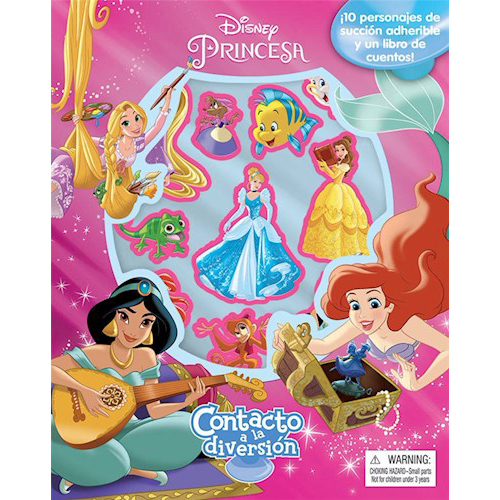 Disney
PRINCESA
¡10 personajes de
succión adherible
y un libro de
cuentos!
Contacto
a la
diversión
WARNING:
CHOKING HAZARD–Small parts
Not for children under 3 years